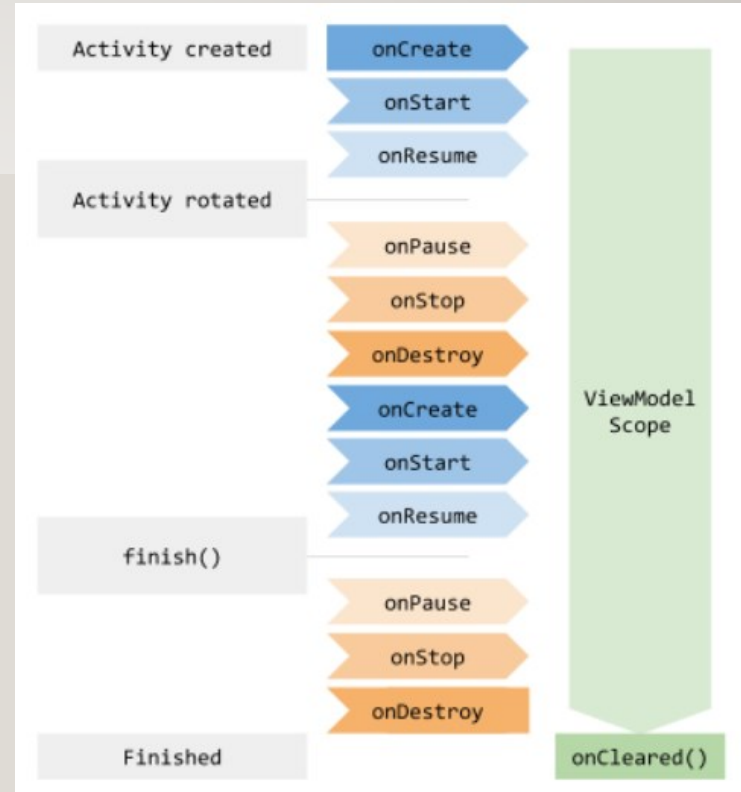 Activity created
onCreate
onStart
onResume
Activity rotated
onPause
onStop
onDestroy
onCreate
onStart
onResume
ViewModel
Scope
finish()
onPause
onStop
onDestroy
Finished
onCleared()